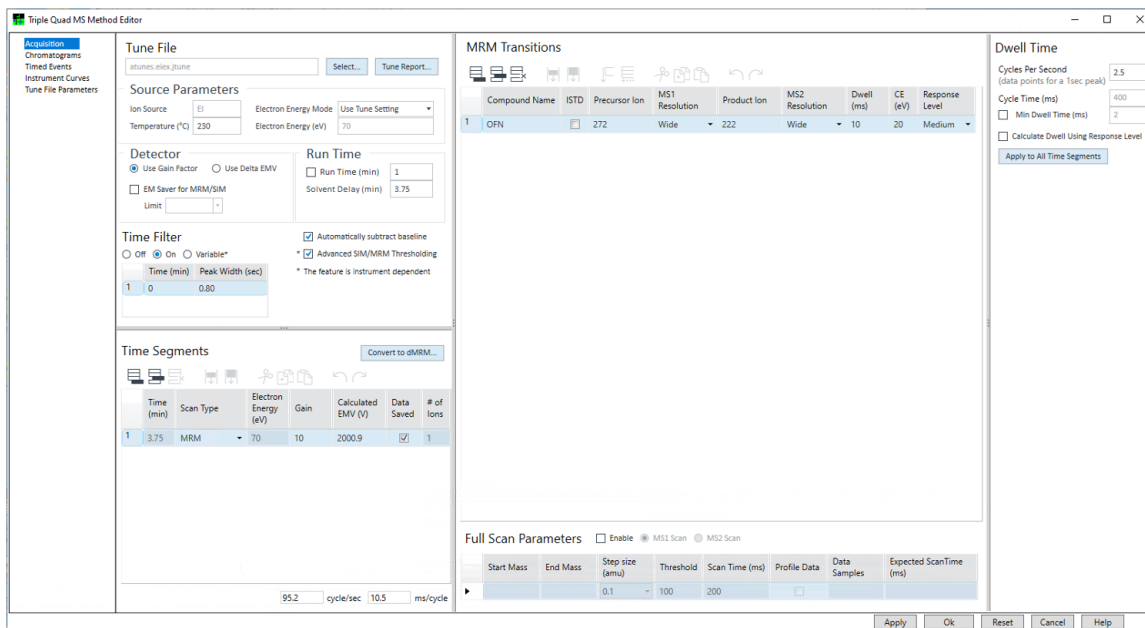 Triple Quad MS Method Editor
Acquisition
Chromatograms
Timed Events
Instrument Curves
Tune File Parameters
Tune File
atunes.eiex.jtune
Select...
Tune Report...
Source Parameters
Ion Source
EI
Electron Energy Mode
Use Tune Setting
Temperature (°C)
230
Electron Energy (eV)
70
Detector
Use Gain Factor
Use Delta EMV
EM Saver for MRM/SIM
Limit
Run Time
Run Time (min)
1
Solvent Delay (min)
3.75
Time Filter
Off
On
Variable*
Automatically subtract baseline
* Advanced SIM/MRM Thresholding
* The feature is instrument dependent
Time (min) Peak Width (sec)
1 0 0.80
Time Segments
Convert to dMRM...
Time (min) Scan Type Electron Energy (eV) Gain Calculated EMV (V) Data Saved # of Ions
1 3.75 MRM 70 10 2000.9 1
95.2 cycle/sec 10.5 ms/cycle
MRM Transitions
Compound Name ISTD Precursor Ion MS1 Resolution Product Ion MS2 Resolution Dwell (ms) CE (eV) Response Level
1 OFN 272 Wide 222 Wide 10 20 Medium
Full Scan Parameters
Enable
MS1 Scan
MS2 Scan
Start Mass End Mass Step size (amu) Threshold Scan Time (ms) Profile Data Data Samples Expected ScanTime (ms)
0.1 100 200
Dwell Time
Cycles Per Second
2.5
(data points for a 1sec peak)
Cycle Time (ms)
400
Min Dwell Time (ms)
2
Calculate Dwell Using Response Level
Apply to All Time Segments
Apply
Ok
Reset
Cancel
Help